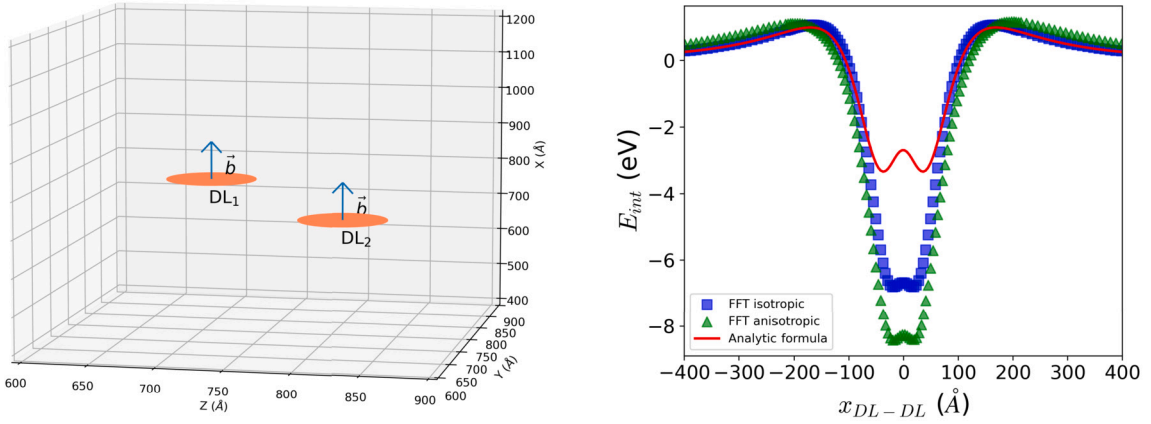 1200
1100
1000
900
800
700
600
500
400
X (Å)
b
DL1
b
DL2
900
850
800
750
700
650
600
Y (Å)
600
650
700
750
800
850
900
Z (Å)
0
−2
−4
−6
−8
E_int (eV)
FFT isotropic
FFT anisotropic
Analytic formula
−400 −300 −200 −100 0 100 200 300 400
x_DL−DL (Å)